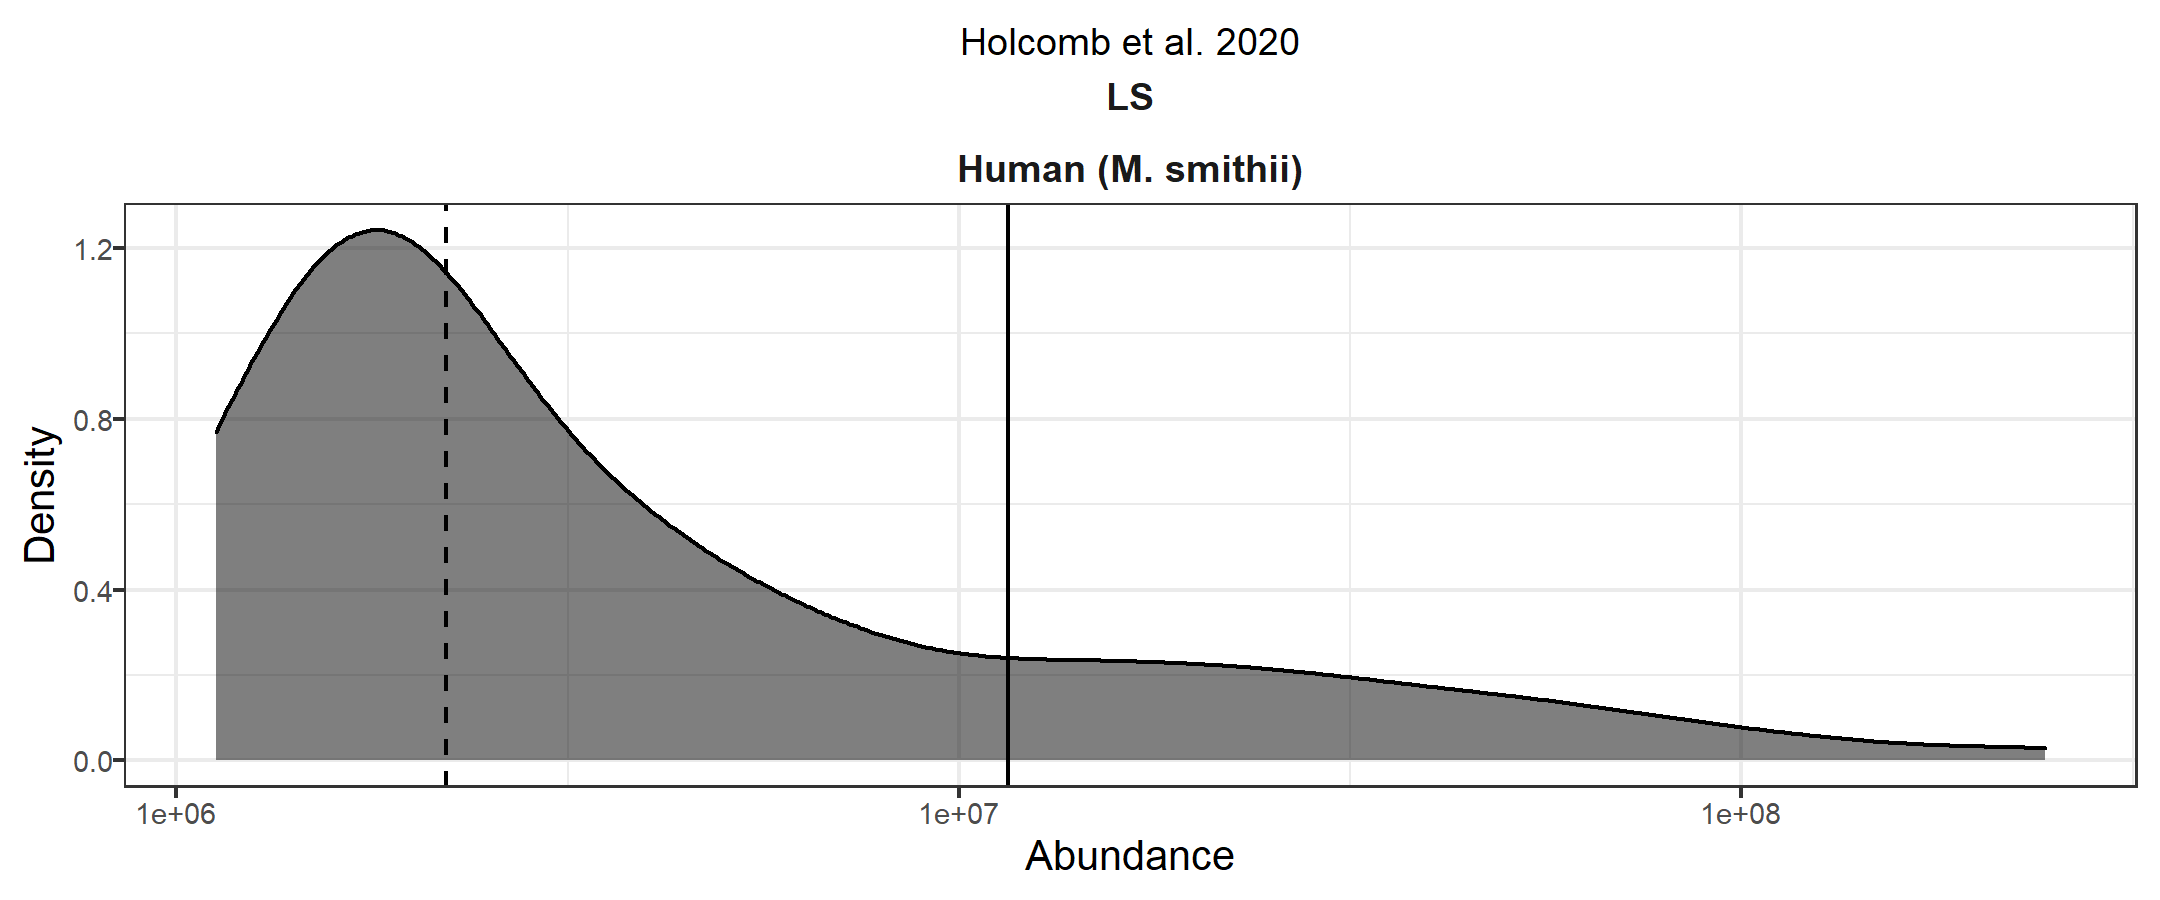 Holcomb et al. 2020
LS
Human (M. smithii)
Density
1.2
0.8
0.4
0.0
1e+06 1e+07 1e+08
Abundance